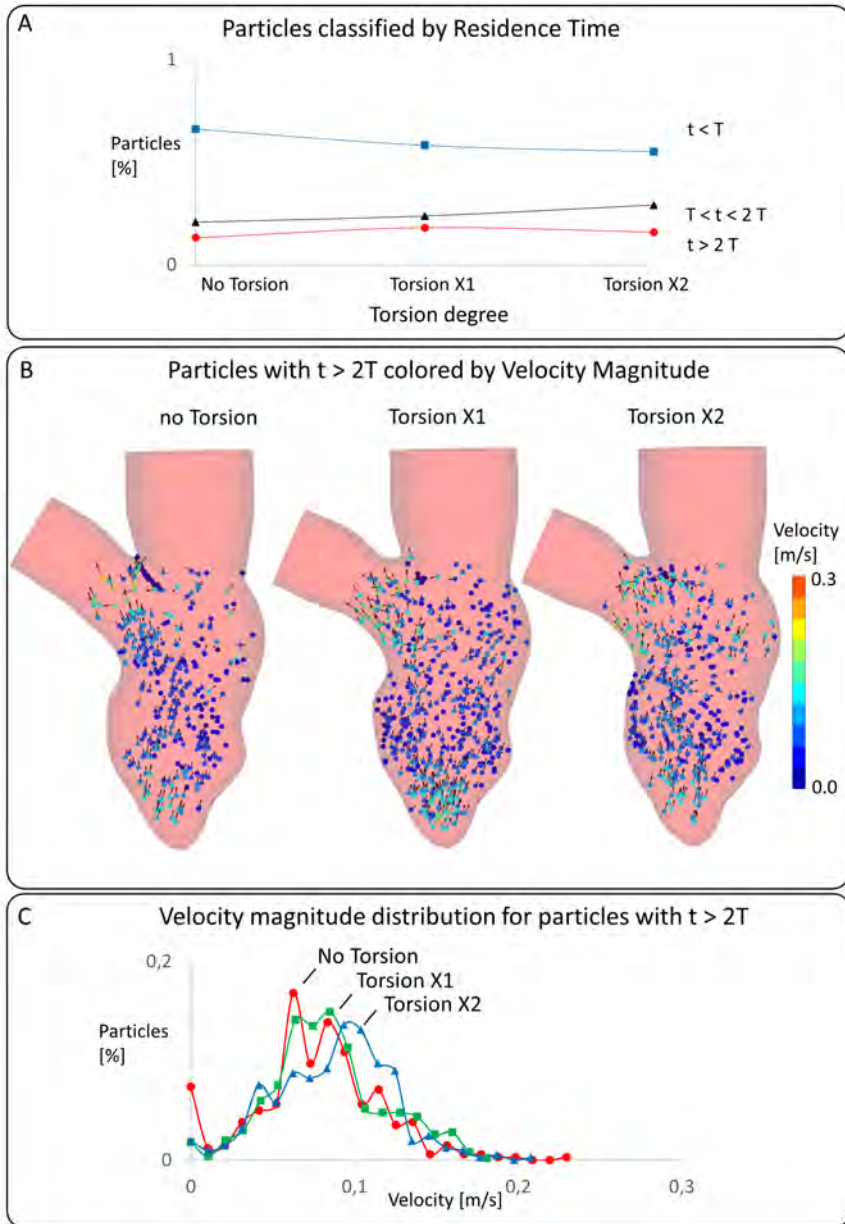 A
Particles classified by Residence Time
1
Particles
[%]
0
t < T
T < t < 2 T
t > 2 T
No Torsion
Torsion X1
Torsion X2
Torsion degree
B
Particles with t > 2T colored by Velocity Magnitude
no Torsion
Torsion X1
Torsion X2
Velocity
[m/s]
0.3
0.0
C
Velocity magnitude distribution for particles with t > 2T
0,2
No Torsion
Torsion X1
Torsion X2
Particles
[%]
0
0
0,1
0,2
0,3
Velocity [m/s]